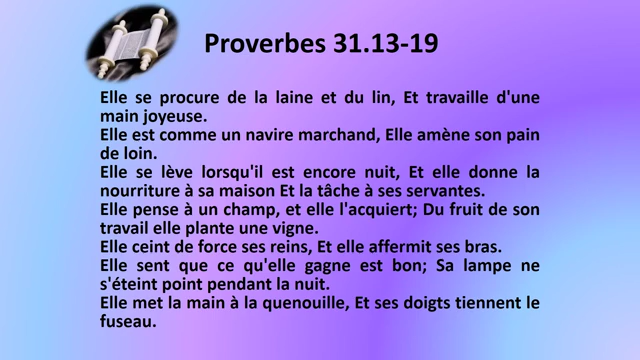 Proverbes 31.13-19
Elle se procure de la laine et du lin, Et travaille d'une
main joyeuse.
Elle est comme un navire marchand, Elle amène son pain
de loin.
Elle se lève lorsqu'il est encore nuit, Et elle donne la
nourriture à sa maison Et la tâche à ses servantes.
Elle pense à un champ, et elle l'acquiert; Du fruit de son
travail elle plante une vigne.
Elle ceint de force ses reins, Et elle affermit ses bras.
Elle sent que ce qu'elle gagne est bon; Sa lampe ne
s'éteint point pendant la nuit.
Elle met la main à la quenouille, Et ses doigts tiennent le
fuseau.